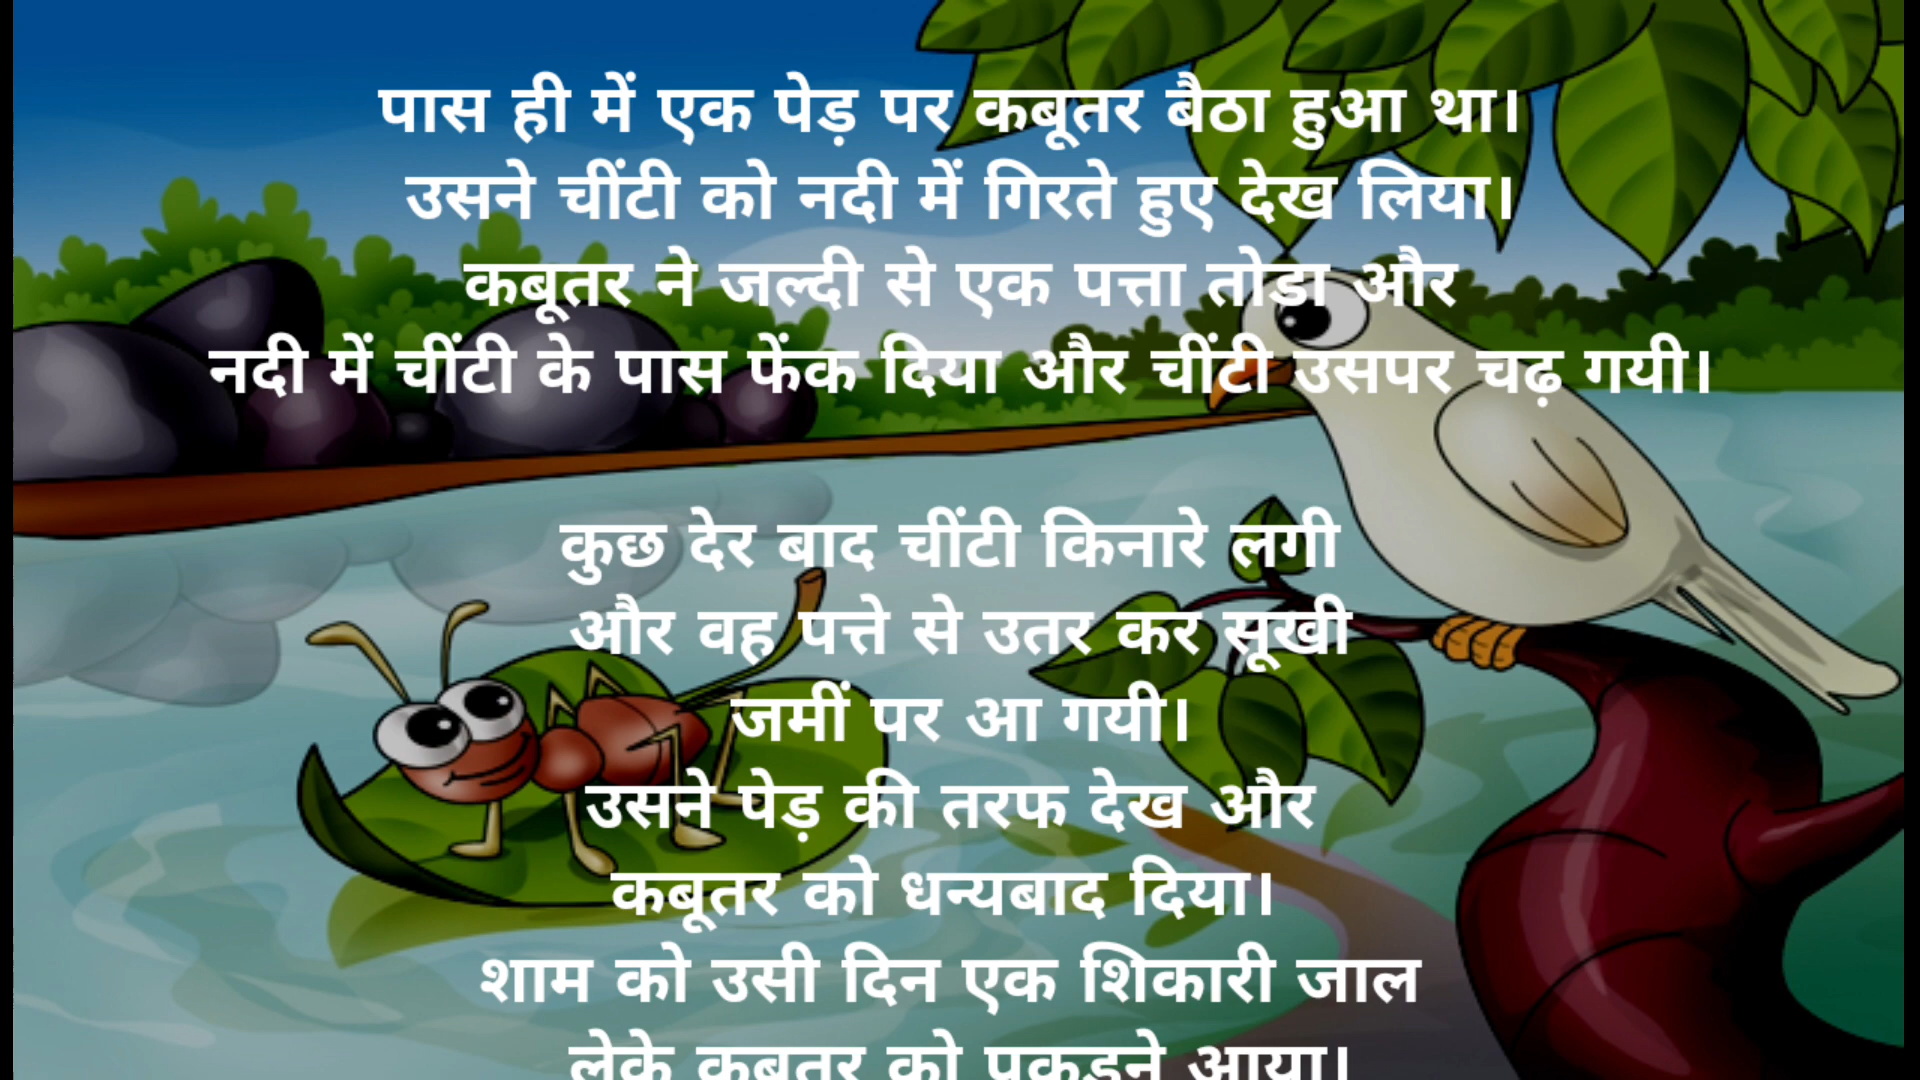 पास ही में एक पेड़ पर कबूतर बैठा हुआ था।
उसने चींटी को नदी में गिरते हुए देख लिया।
कबूतर ने जल्दी से एक पत्ता तोडा और
नदी में चींटी के पास फेंक दिया और चींटी उसपर चढ़ गयी।
कुछ देर बाद चींटी किनारे लगी
और वह पत्ते से उतर कर सूखी
जमीं पर आ गयी।
उसने पेड़ की तरफ देख और
कबूतर को धन्यबाद दिया।
शाम को उसी दिन एक शिकारी जाल
लेके कबूतर को पकड़ने आया।